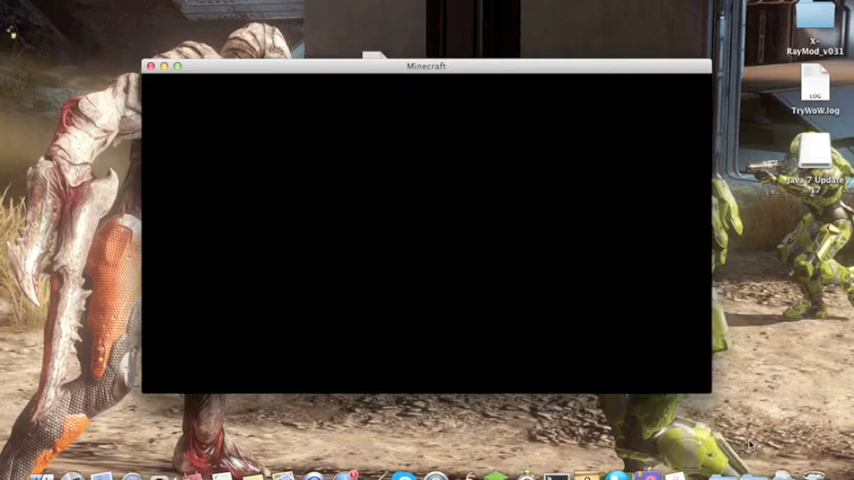 Minecraft
X-
RayMod_v031
LOG
TryWoW.log
Java 7 Update
17